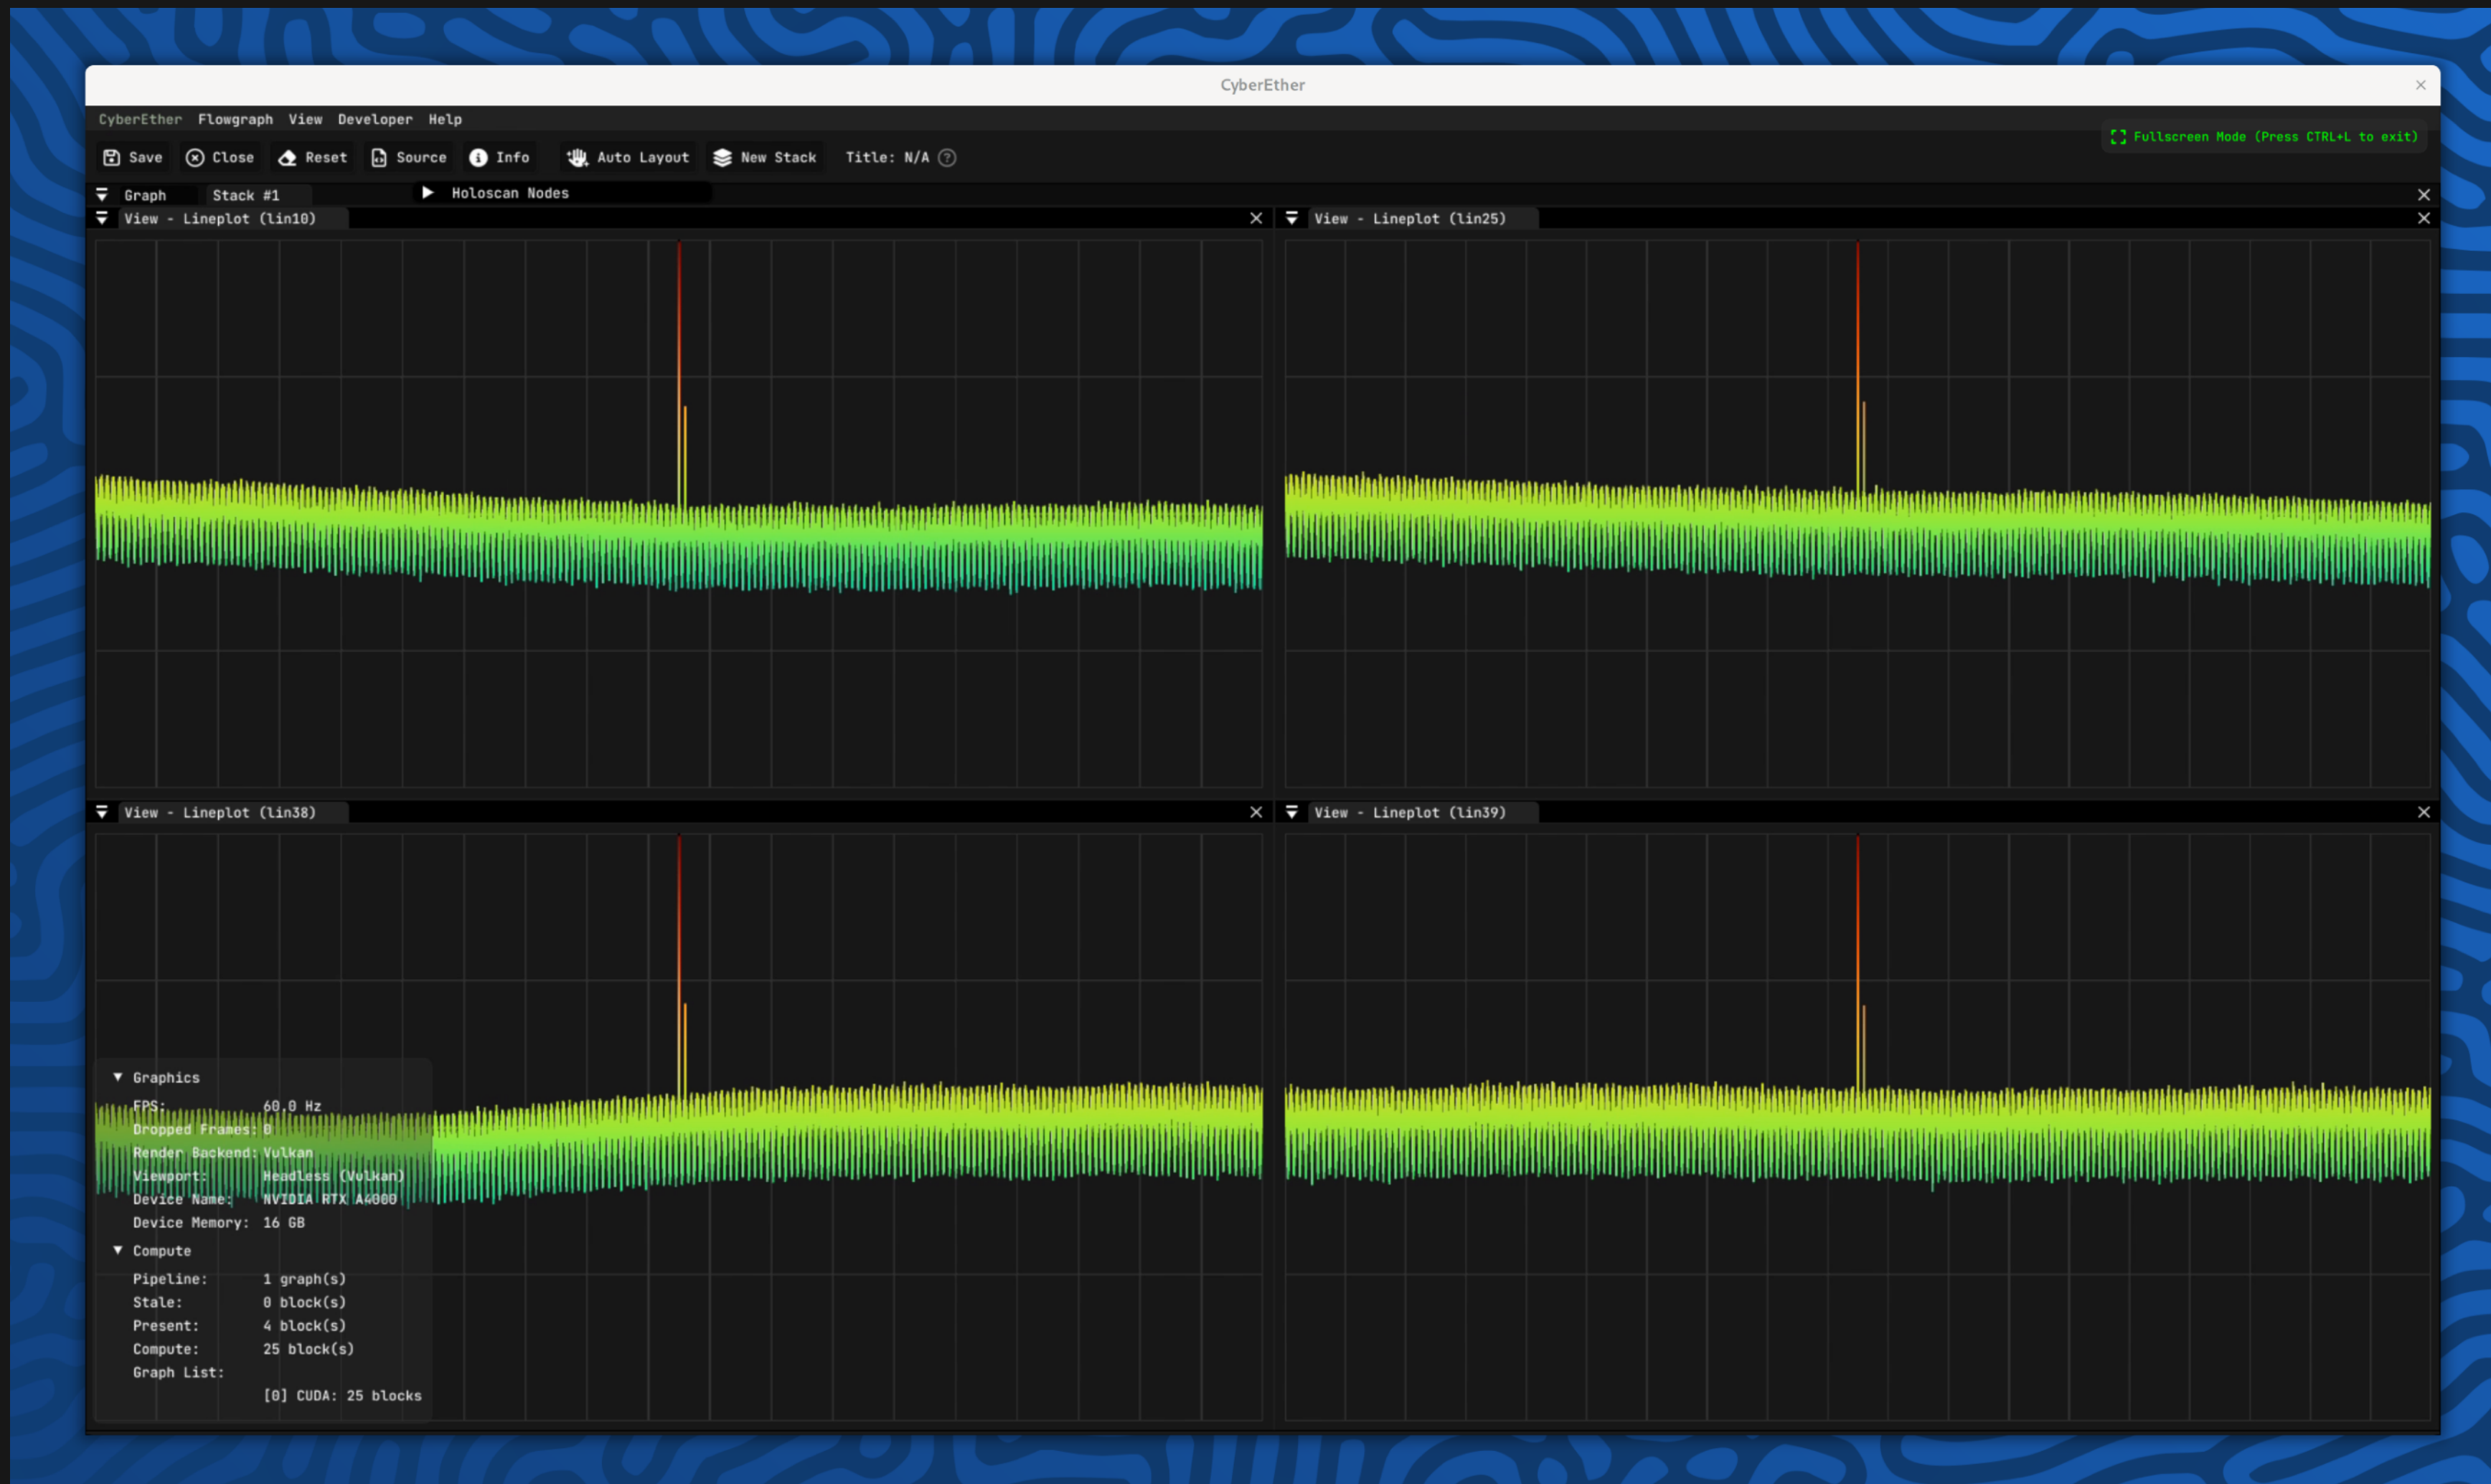 CyberEther
CyberEther Flowgraph View Developer Help
Fullscreen Mode (Press CTRL+L to exit)
Save Close Reset Source Info Auto Layout New Stack Title: N/A ?
Graph Stack #1 Holoscan Nodes
View - Lineplot (lin10)
View - Lineplot (lin25)
View - Lineplot (lin38)
View - Lineplot (lin39)
Graphics
FPS: 60.0 Hz
Dropped Frames: 0
Render Backend: Vulkan
Viewport: Headless (Vulkan)
Device Name: NVIDIA RTX A4000
Device Memory: 16 GB
Compute
Pipeline: 1 graph(s)
Stale: 0 block(s)
Present: 4 block(s)
Compute: 25 block(s)
Graph List:
[0] CUDA: 25 blocks